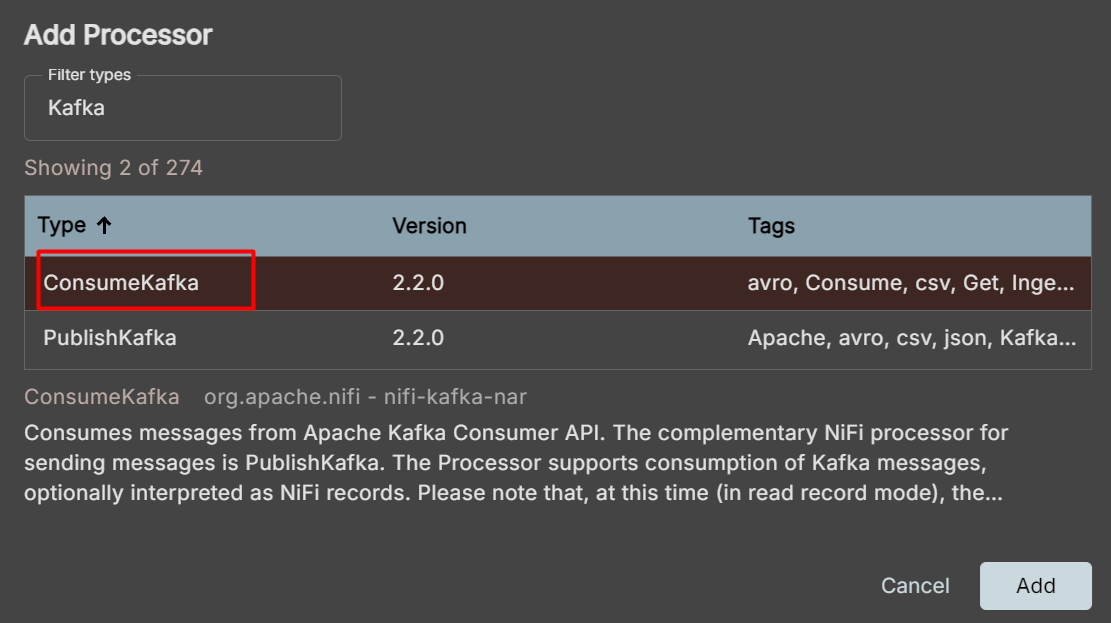 Add Processor
Filter types
Kafka
Showing 2 of 274
Type Version Tags
ConsumeKafka 2.2.0 avro, Consume, csv, Get, Inge...
PublishKafka 2.2.0 Apache, avro, csv, json, Kafka...
ConsumeKafka org.apache.nifi - nifi-kafka-nar
Consumes messages from Apache Kafka Consumer API. The complementary NiFi processor for
sending messages is PublishKafka. The Processor supports consumption of Kafka messages,
optionally interpreted as NiFi records. Please note that, at this time (in read record mode), the...
Cancel Add